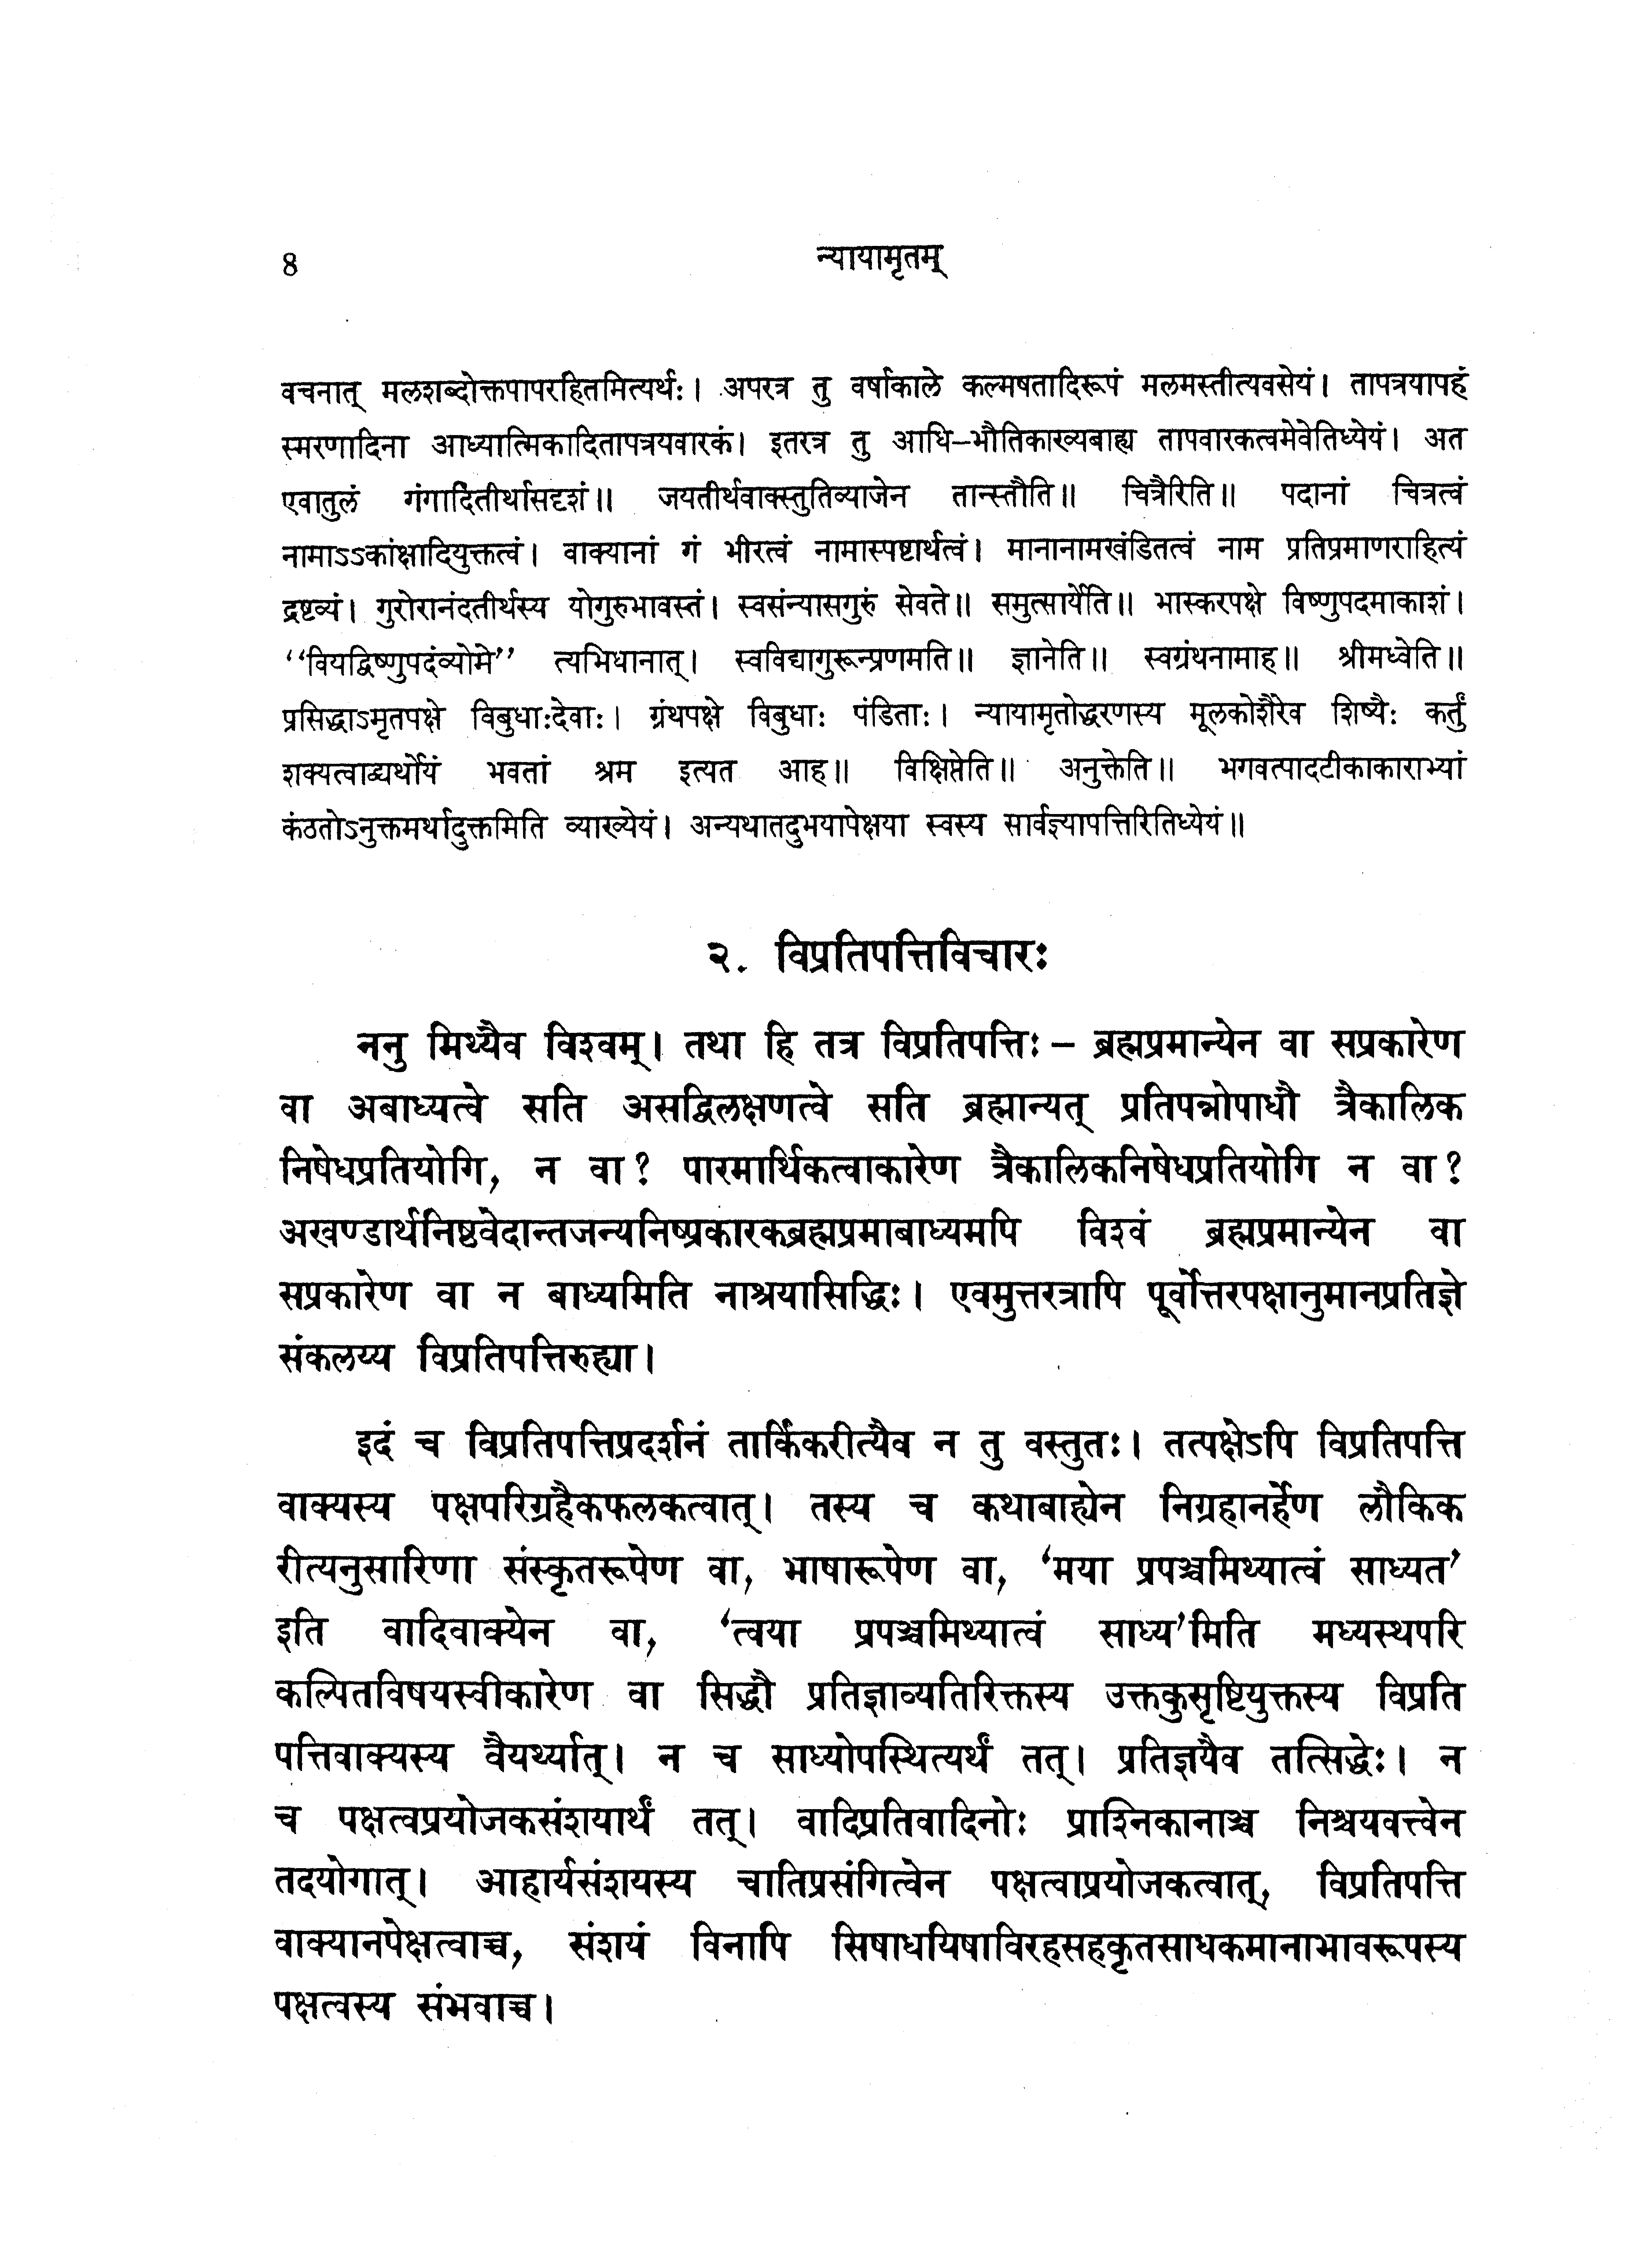 8
न्यायामृतम्
वचनात् मलशब्दोक्तपापरहितमित्यर्थः। अपरत्र तु वर्षाकाले कल्मषतादिरूपं मलमस्तीत्यवसेयं। तापत्रयापहं
स्मरणादिना आध्यात्मिकादितापत्रयवारकं। इतरत्र तु आधि–भौतिकाख्यबाह्य तापवारकत्वमेवेतिध्येयं। अत
एवातुलं गंगादितीर्थासदृशं॥ जयतीर्थवाक्स्तुतिव्याजेन तान्स्तौति॥ चित्रैरिति॥ पदानां चित्रत्वं
नामाऽऽकांक्षादियुक्तत्वं। वाक्यानां गं भीरत्वं नामास्पष्टार्थत्वं। मानानामखंडितत्वं नाम प्रतिप्रमाणराहित्यं
द्रष्टव्यं। गुरोरानंदतीर्थस्य योगुरुभावस्तं। स्वसंन्यासगुरुं सेवते॥ समुत्सार्येति॥ भास्करपक्षे विष्णुपदमाकाशं।
“वियद्विष्णुपदंव्योमे” त्यभिधानात्। स्वविद्यागुरून्प्रणमति॥ ज्ञानेति॥ स्वग्रंथनामाह॥ श्रीमध्वेति॥
प्रसिद्धाऽमृतपक्षे विबुधाःदेवाः। ग्रंथपक्षे विबुधाः पंडिताः। न्यायामृतोद्धरणस्य मूलकोशैरेव शिष्यैः कर्तुं
शक्यत्वाद्व्यर्थोयं भवतां श्रम इत्यत आह॥ विक्षिप्तेति॥ अनुक्तेति॥ भगवत्पादटीकाकाराभ्यां
कंठतोऽनुक्तमर्थादुक्तमिति व्याख्येयं। अन्यथातदुभयापेक्षया स्वस्य सार्वज्ञ्यापत्तिरितिध्येयं॥
२. विप्रतिपत्तिविचारः
ननु मिथ्यैव विश्वम्। तथा हि तत्र विप्रतिपत्तिः – ब्रह्मप्रमान्येन वा सप्रकारेण
वा अबाध्यत्वे सति असद्विलक्षणत्वे सति ब्रह्मान्यत् प्रतिपन्नोपाधौ त्रैकालिक
निषेधप्रतियोगि, न वा? पारमार्थिकत्वाकारेण त्रैकालिकनिषेधप्रतियोगि न वा?
अखण्डार्थनिष्ठवेदान्तजन्यनिष्प्रकारकब्रह्मप्रमाबाध्यमपि विश्वं ब्रह्मप्रमान्येन वा
सप्रकारेण वा न बाध्यमिति नाश्रयासिद्धिः। एवमुत्तरत्रापि पूर्वोत्तरपक्षानुमानप्रतिज्ञे
संकलय्य विप्रतिपत्तिरुह्या।
इदं च विप्रतिपत्तिप्रदर्शनं तार्किकरीत्यैव न तु वस्तुतः। तत्पक्षेऽपि विप्रतिपत्ति
वाक्यस्य पक्षपरिग्रहैकफलकत्वात्। तस्य च कथाबाह्येन निग्रहानर्हेण लौकिक
रीत्यनुसारिणा संस्कृतरूपेण वा, भाषारूपेण वा, ‘मया प्रपञ्चमिथ्यात्वं साध्यत’
इति वादिवाक्येन वा, ‘त्वया प्रपञ्चमिथ्यात्वं साध्य’मिति मध्यस्थपरि
कल्पितविषयस्वीकारेण वा सिद्धौ प्रतिज्ञाव्यतिरिक्तस्य उक्तकुसृष्टियुक्तस्य विप्रति
पत्तिवाक्यस्य वैयर्थ्यात्। न च साध्योपस्थित्यर्थं तत्। प्रतिज्ञयैव तत्सिद्धेः। न
च पक्षत्वप्रयोजकसंशयार्थं तत्। वादिप्रतिवादिनोः प्राश्निकानाञ्च निश्चयवत्त्वेन
तदयोगात्। आहार्यसंशयस्य चातिप्रसंगित्वेन पक्षत्वाप्रयोजकत्वात्, विप्रतिपत्ति
वाक्यानपेक्षत्वाच्च, संशयं विनापि सिषाधयिषाविरहसहकृतसाधकमानाभावरूपस्य
पक्षत्वस्य संभवाच्च।